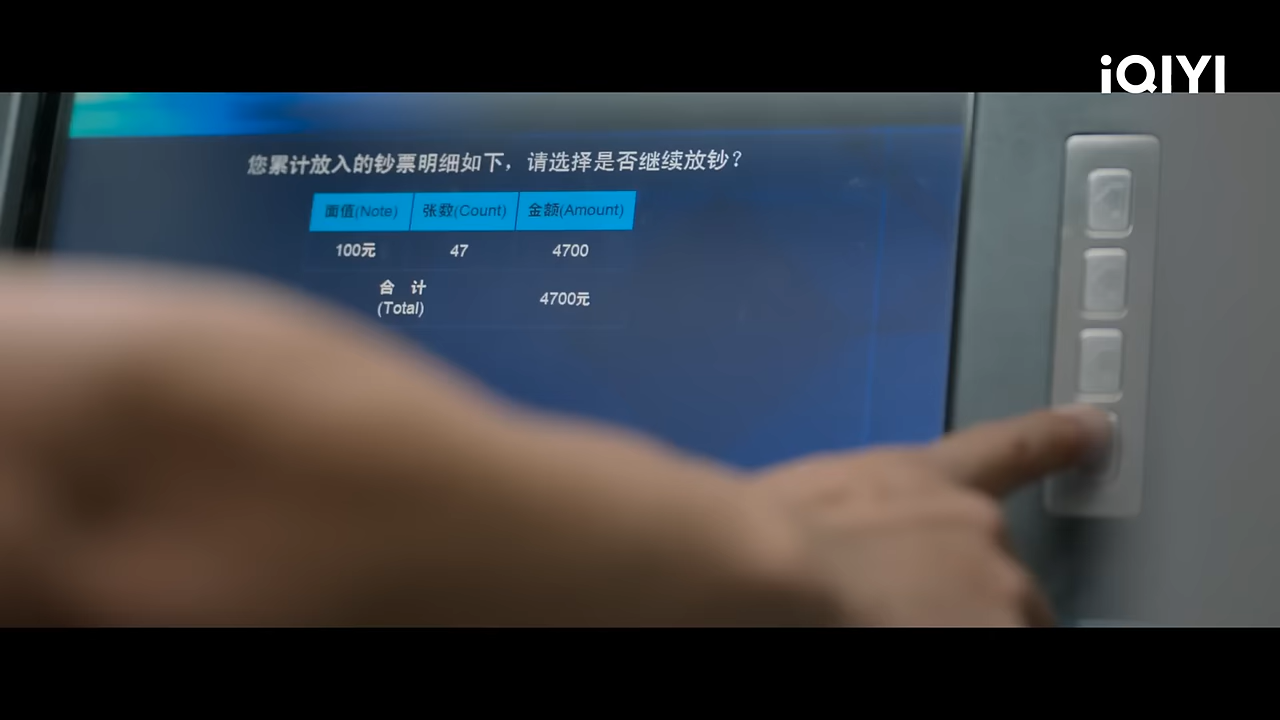 iQIYI
您累计放入的钞票明细如下，请选择是否继续放钞？
面值(Note) 张数(Count) 金额(Amount)
100元 47 4700
合 计 4700元
(Total)